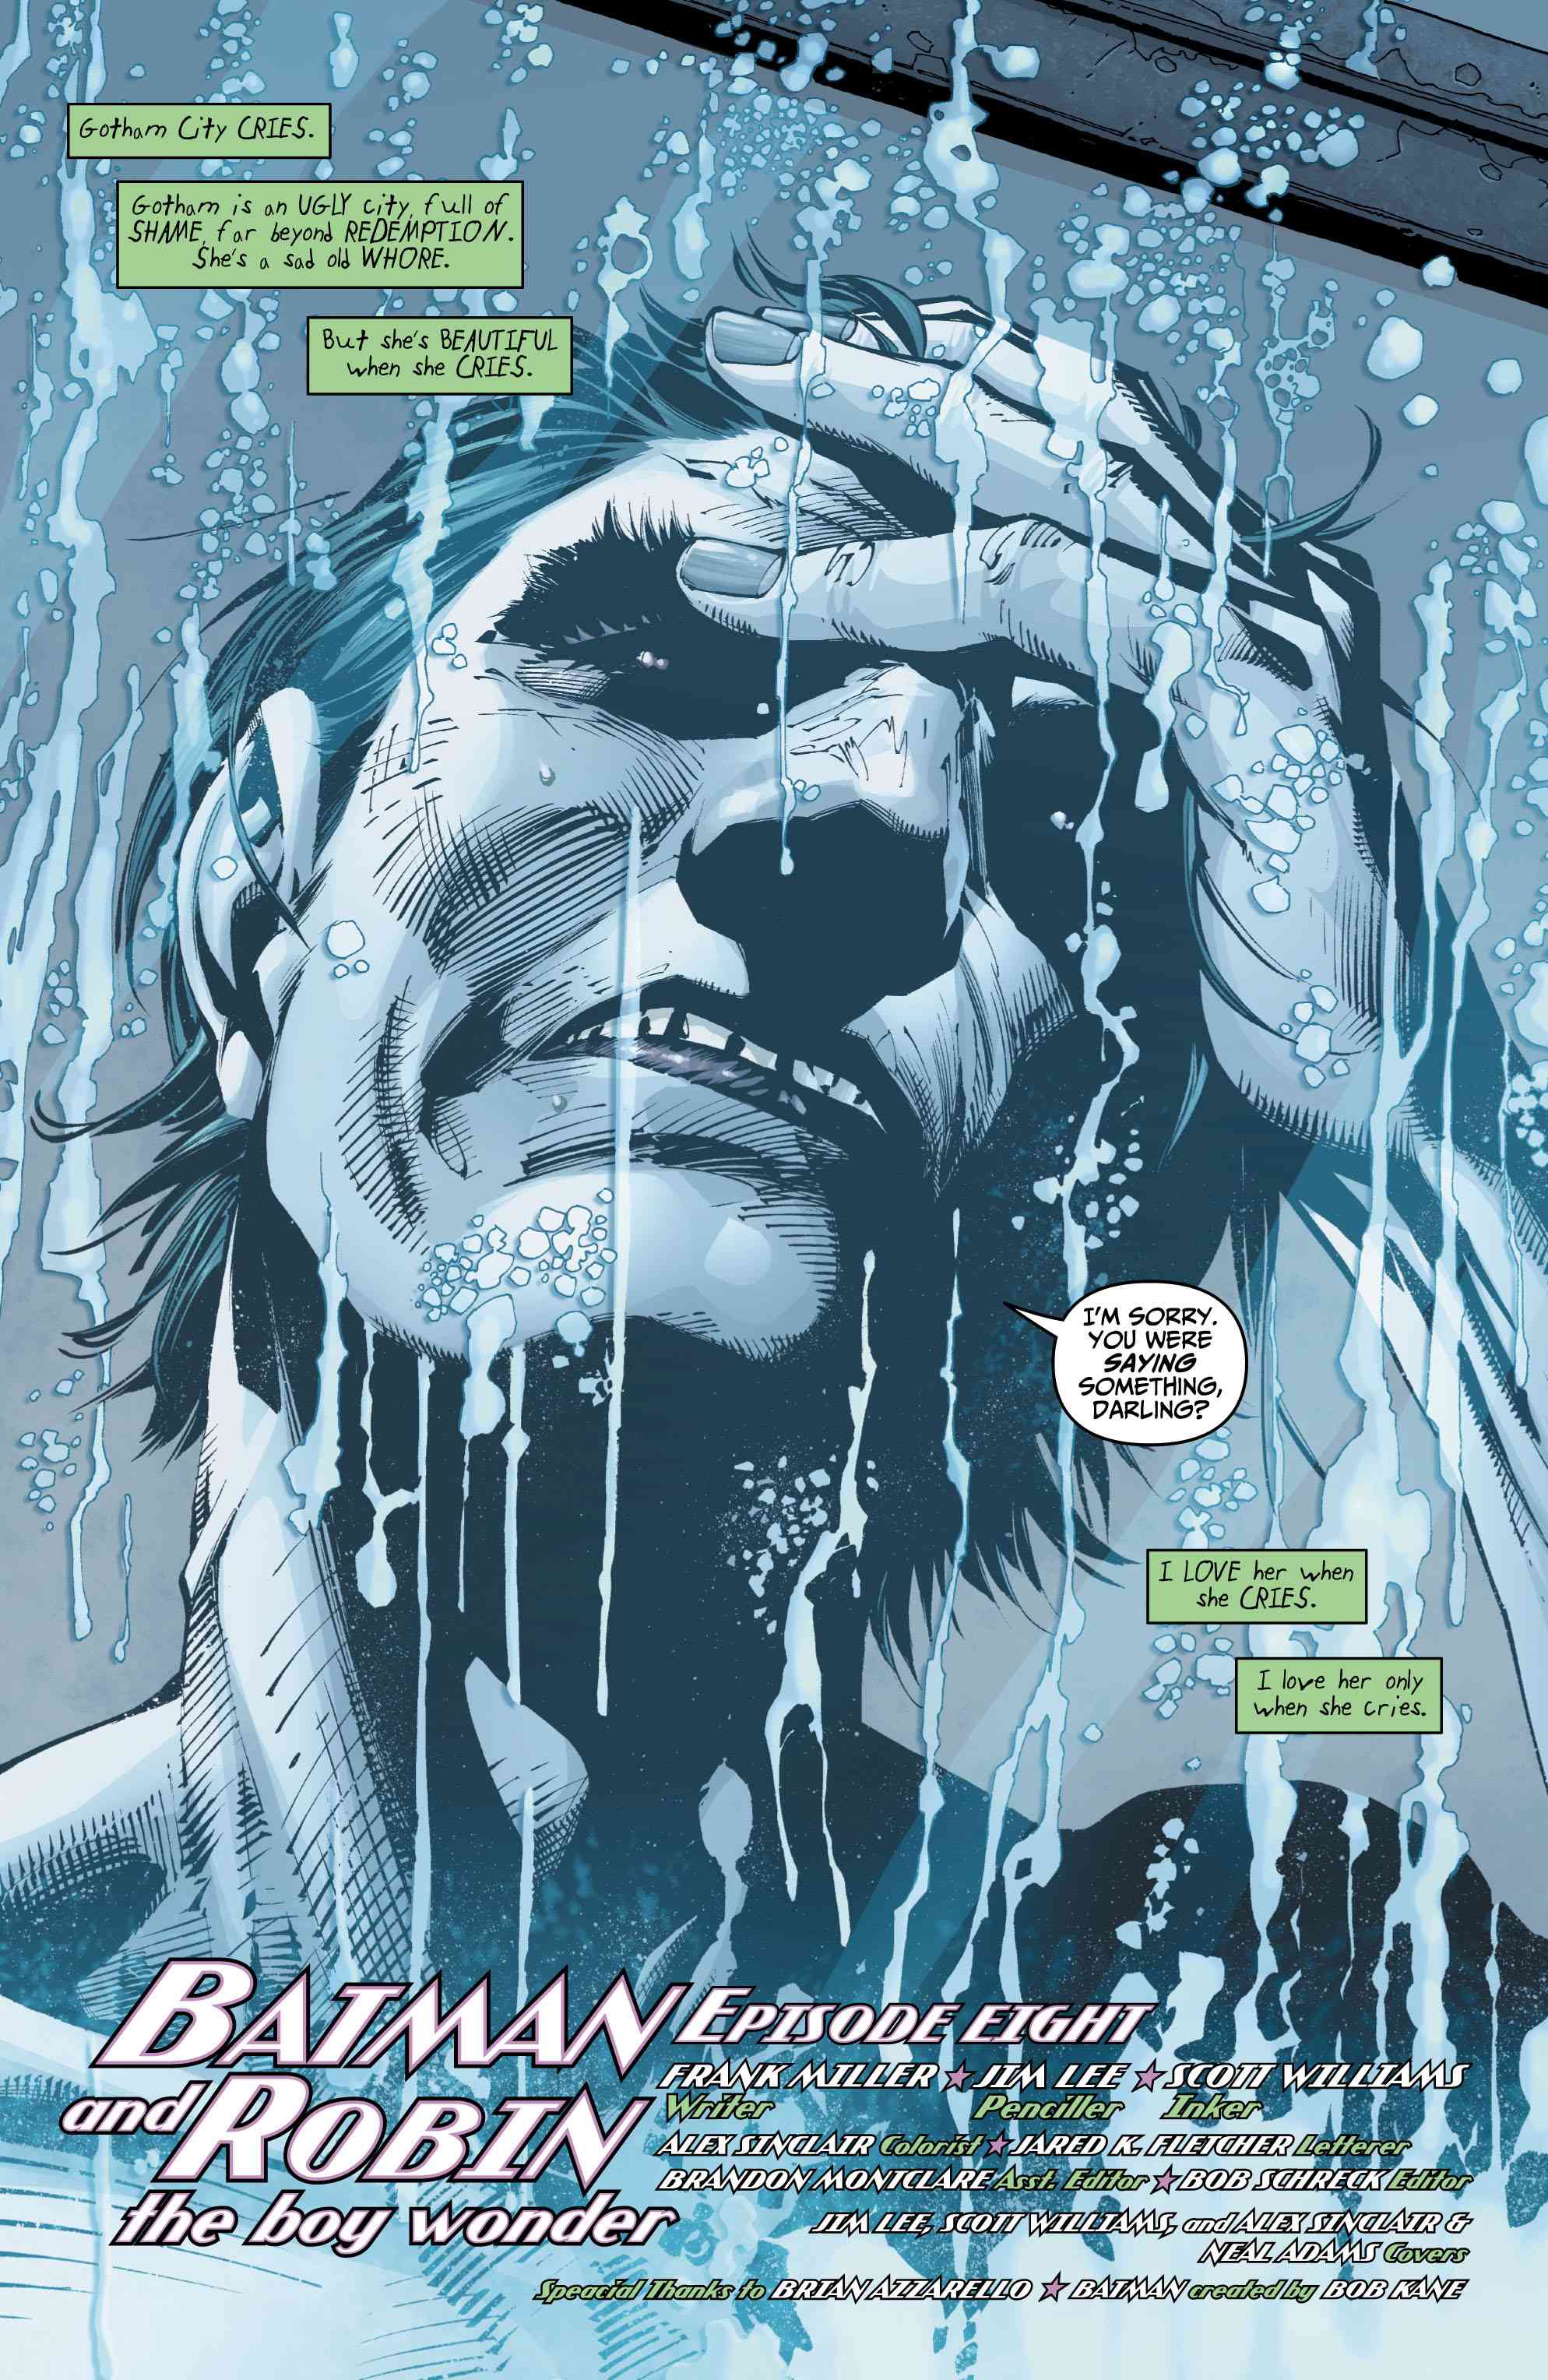 Gotham City CRIES.
Gotham is an UGLY city, full of
SHAME, far beyond REDEMPTION.
She's a sad old WHORE.
But she's BEAUTIFUL
when she CRIES.
I'M SORRY.
YOU WERE
SAYING
SOMETHING,
DARLING?
I LOVE her when
she CRIES.
I love her only
when she cries.
BATMAN
and ROBIN
the boy wonder
EPISODE EIGHT
FRANK MILLER ★ JIM LEE ★ SCOTT WILLIAMS
Writer Penciller Inker
ALEX SINCLAIR Colorist ★ JARED K. FLETCHER Letterer
BRANDON MONTCLARE Asst. Editor ★ BOB SCHRECK Editor
JIM LEE, SCOTT WILLIAMS, and ALEX SINCLAIR &
NEAL ADAMS Covers
Speacial Thanks to BRIAN AZZARELLO ★ BATMAN created by BOB KANE